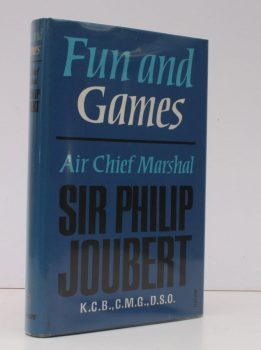 Fun and
Games
Air Chief Marshal
SIR PHILIP
JOUBERT
K.C.B., C.M.G., D.S.O.